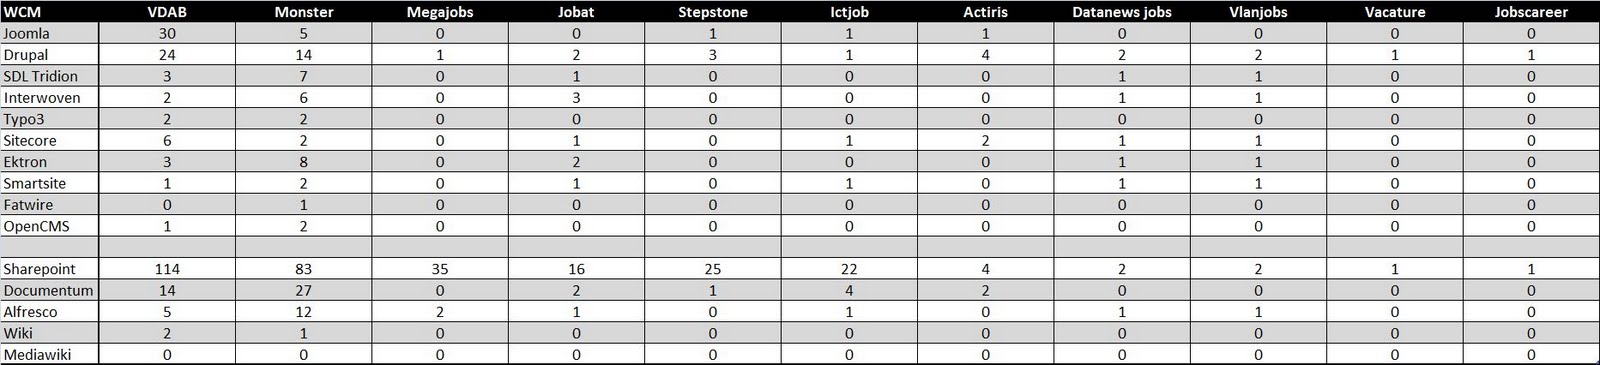 WCM VDAB Monster Megajobs Jobat Stepstone Ictjob Actiris Datanews jobs Vlanjobs Vacature Jobscareer
Joomla 30 5 0 0 1 1 1 0 0 0 0
Drupal 24 14 1 2 3 1 4 2 2 1 1
SDL Tridion 3 7 0 1 0 0 0 1 1 0 0
Interwoven 2 6 0 3 0 0 0 1 1 0 0
Typo3 2 2 0 0 0 0 0 0 0 0 0
Sitecore 6 2 0 1 0 1 2 1 1 0 0
Ektron 3 8 0 2 0 0 0 1 1 0 0
Smartsite 1 2 0 1 0 1 0 1 1 0 0
Fatwire 0 1 0 0 0 0 0 0 0 0 0
OpenCMS 1 2 0 0 0 0 0 0 0 0 0
Sharepoint 114 83 35 16 25 22 4 2 2 1 1
Documentum 14 27 0 2 1 4 2 0 0 0 0
Alfresco 5 12 2 1 0 1 0 1 1 0 0
Wiki 2 1 0 0 0 0 0 0 0 0 0
Mediawiki 0 0 0 0 0 0 0 0 0 0 0